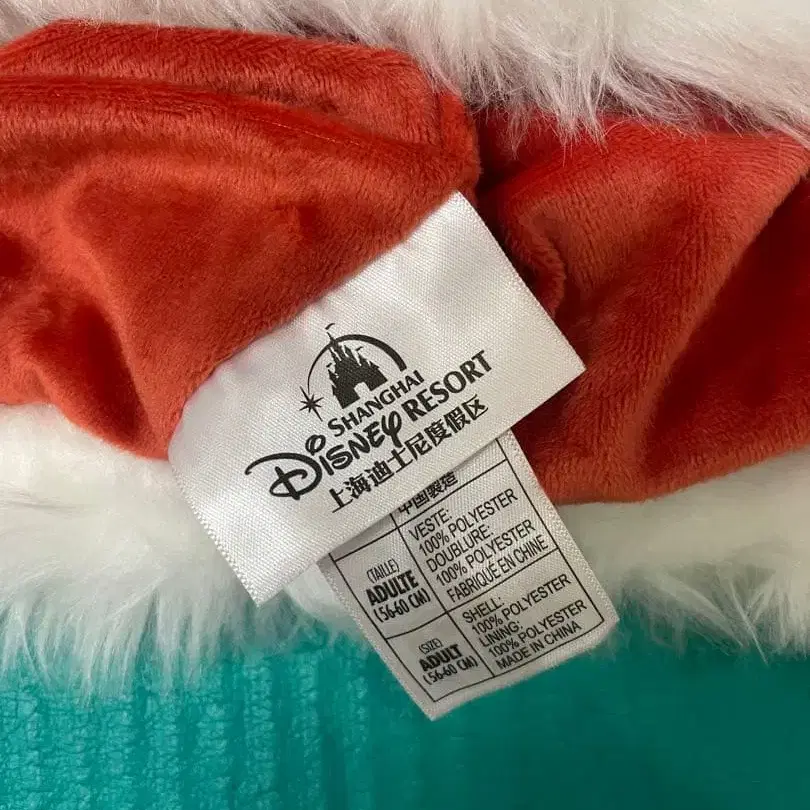 SHANGHAI
Disney RESORT
上海迪士尼度假区
中国製造
(TAILLE)
ADULTE
(56-60 CM)
VESTE:
100% POLYESTER
DOUBLURE:
100% POLYESTER
FABRIQUÉ EN CHINE
(SIZE)
ADULT
(56-60 CM)
SHELL:
100% POLYESTER
LINING:
100% POLYESTER
MADE IN CHINA